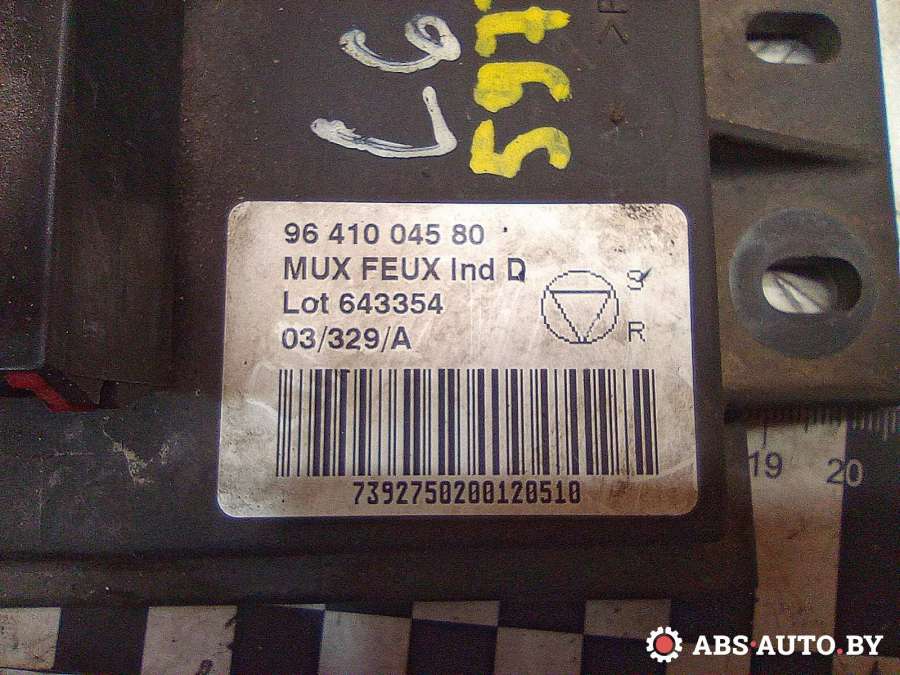 96 410 045 80
MUX FEUX Ind D
Lot 643354
03/329/A
S
R
7392750200120510
19 20
ABS-AUTO.BY